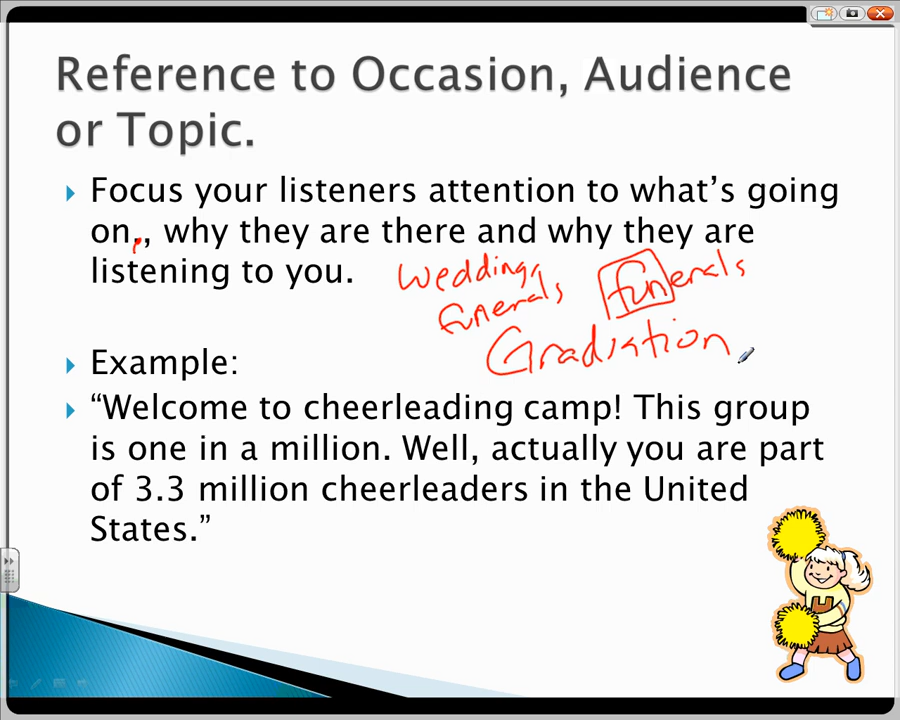 Reference to Occasion, Audience
or Topic.
Focus your listeners attention to what’s going
on,, why they are there and why they are
listening to you.
weddings
funerals
funerals
Graduation
Example:
“Welcome to cheerleading camp! This group
is one in a million. Well, actually you are part
of 3.3 million cheerleaders in the United
States.”